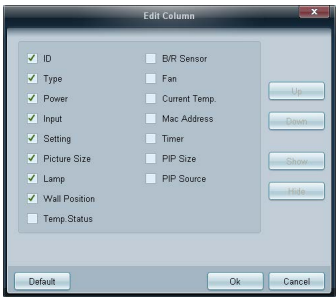 Edit Column
ID
Type
Power
Input
Setting
Picture Size
Lamp
Wall Position
Temp.Status
B/R Sensor
Fan
Current Temp.
Mac Address
Timer
PIP Size
PIP Source
Up
Down
Show
Hide
Default
Ok
Cancel